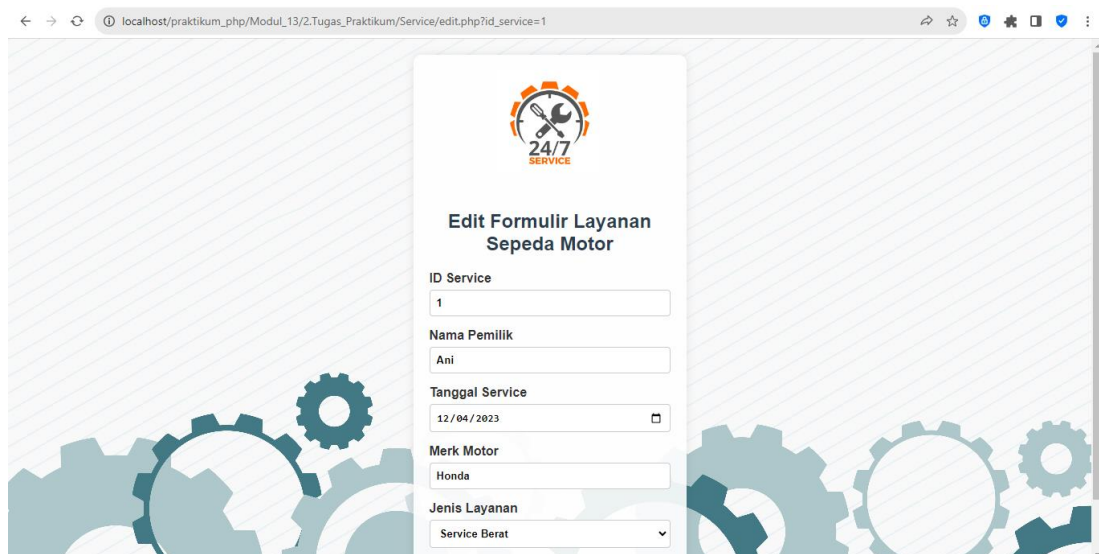 localhost/praktikum_php/Modul_13/2.Tugas_Praktikum/Service/edit.php?id_service=1
24/7
SERVICE
Edit Formulir Layanan
Sepeda Motor
ID Service
1
Nama Pemilik
Ani
Tanggal Service
12/04/2023
Merk Motor
Honda
Jenis Layanan
Service Berat